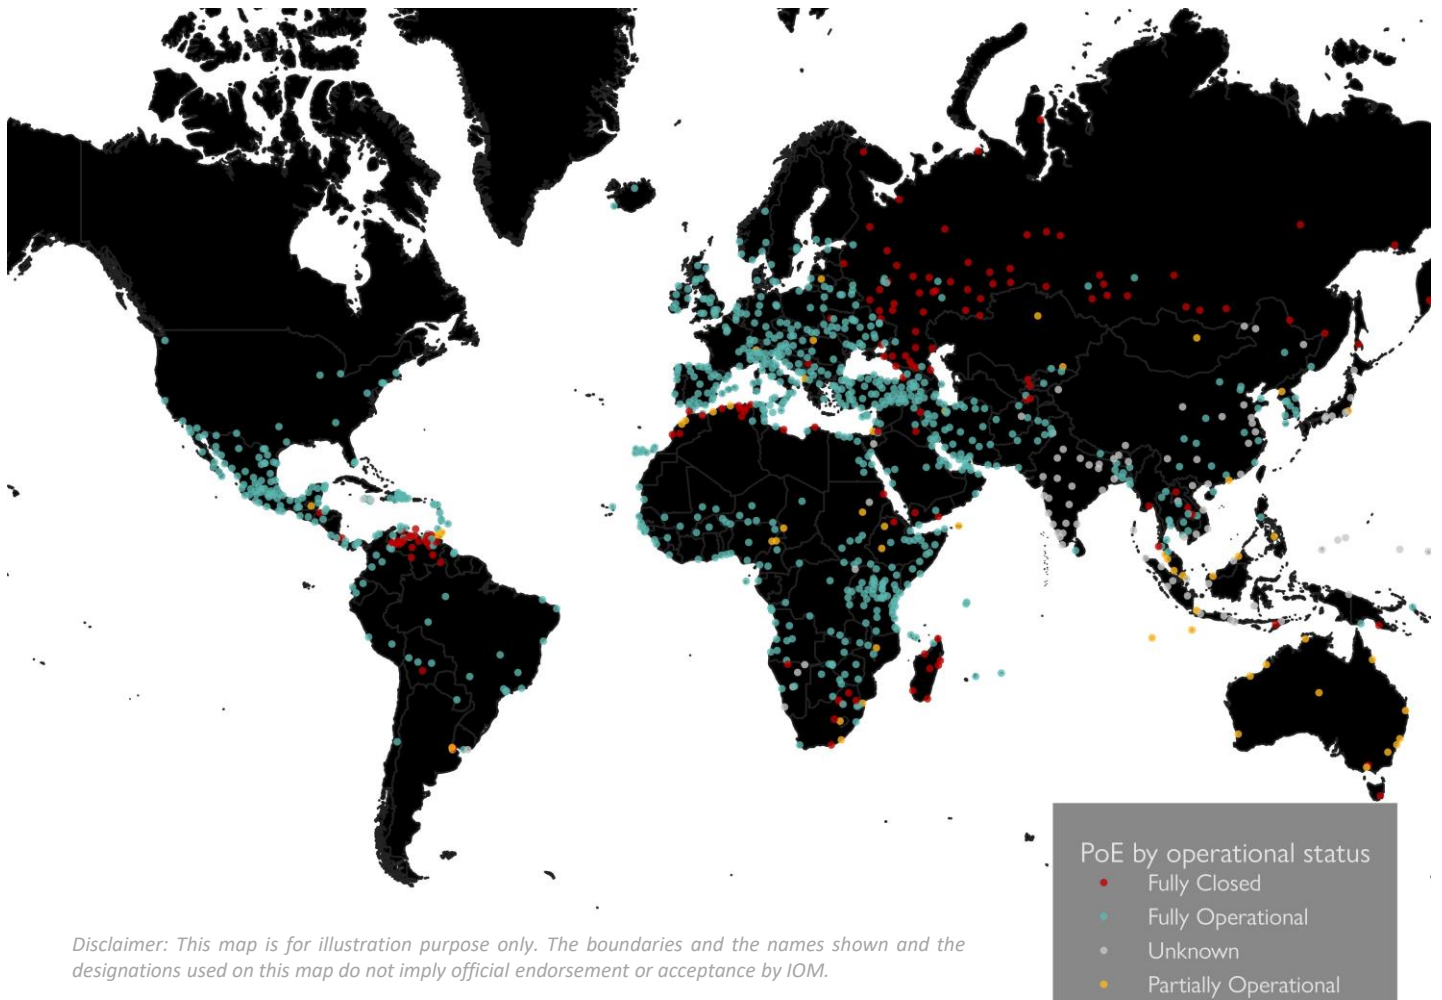 PoE by operational status
Fully Closed
Fully Operational
Unknown
Partially Operational
Disclaimer: This map is for illustration purpose only. The boundaries and the names shown and the
designations used on this map do not imply official endorsement or acceptance by IOM.